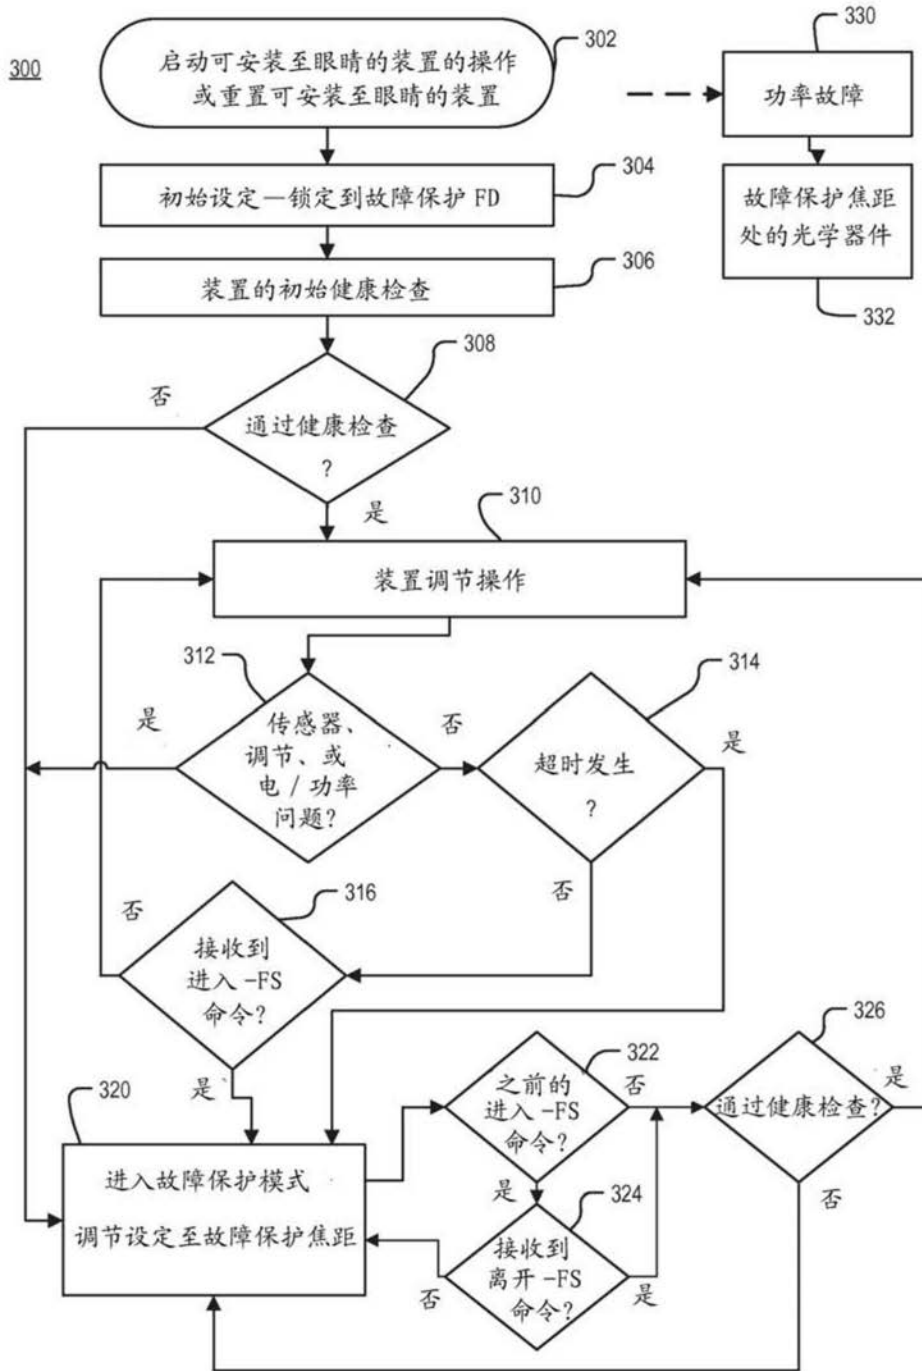 300
启动可安装至眼睛的装置的操作
或重置可安装至眼睛的装置
302
330
功率故障
初始设定—锁定到故障保护 FD
304
故障保护焦距
处的光学器件
332
装置的初始健康检查
306
308
否
通过健康检查
?
是
310
装置调节操作
312
314
是
传感器、
调节、或
电/功率
问题?
否
超时发生
?
是
否
316
否
接收到
进入-FS
命令?
是
320
进入故障保护模式
调节设定至故障保护焦距
322
之前的
进入-FS
命令?
否
是
324
接收到
离开-FS
命令?
否
是
326
通过健康检查?
是
否